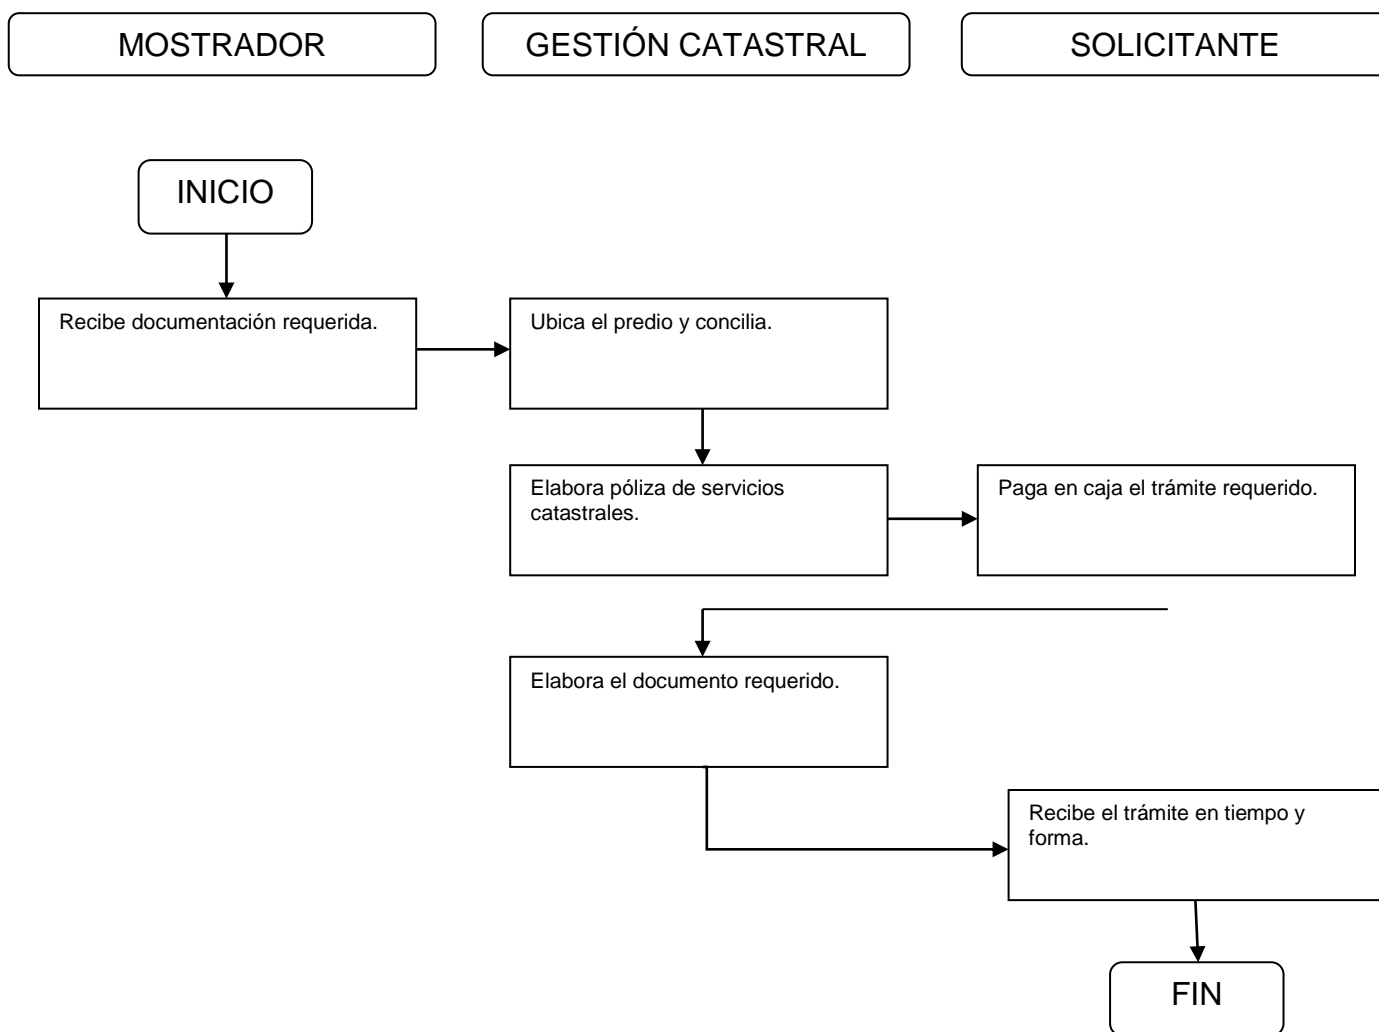 MOSTRADOR
GESTIÓN CATASTRAL
SOLICITANTE
INICIO
Recibe documentación requerida.
Ubica el predio y concilia.
Elabora póliza de servicios
catastrales.
Paga en caja el trámite requerido.
Elabora el documento requerido.
Recibe el trámite en tiempo y
forma.
FIN